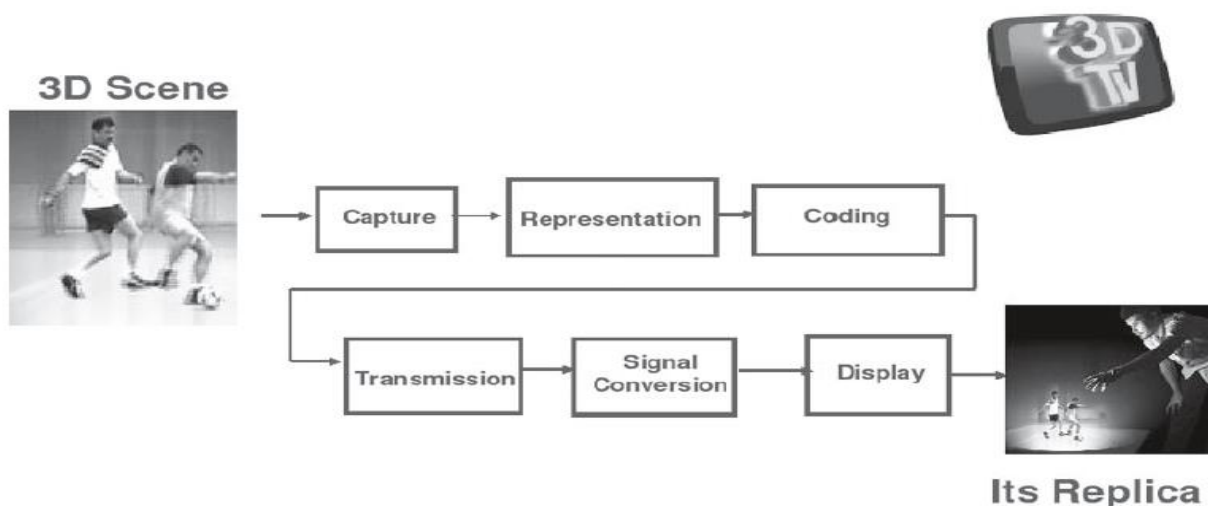 3D
TV
3D Scene
Capture
Representation
Coding
Transmission
Signal
Conversion
Display
Its Replica